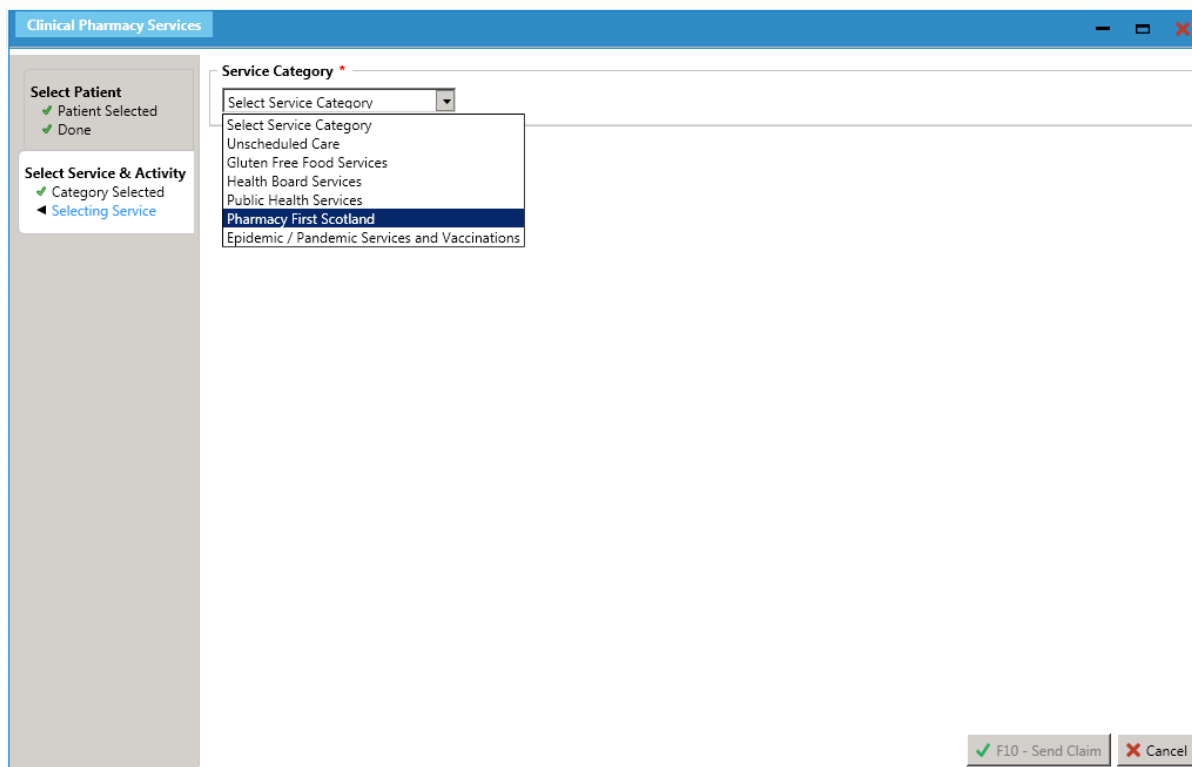 Clinical Pharmacy Services
Select Patient
Patient Selected
Done
Select Service & Activity
Category Selected
Selecting Service
Service Category *
Select Service Category
Select Service Category
Unscheduled Care
Gluten Free Food Services
Health Board Services
Public Health Services
Pharmacy First Scotland
Epidemic / Pandemic Services and Vaccinations
F10 - Send Claim
Cancel